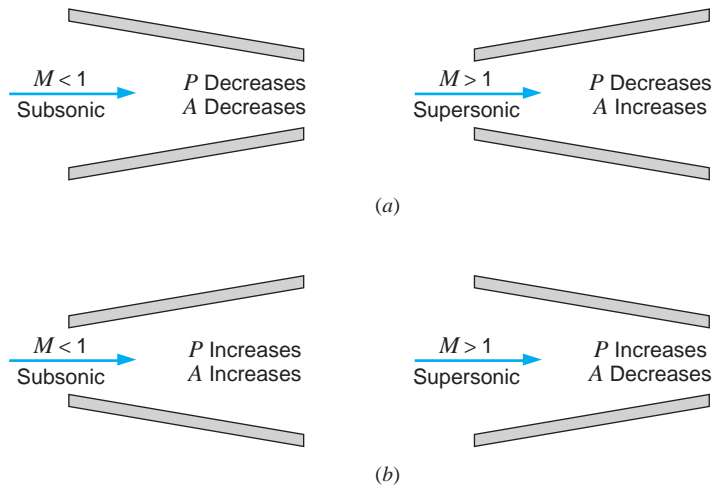 M < 1
Subsonic
P Decreases
A Decreases
M > 1
Supersonic
P Decreases
A Increases
(a)
M < 1
Subsonic
P Increases
A Increases
M > 1
Supersonic
P Increases
A Decreases
(b)